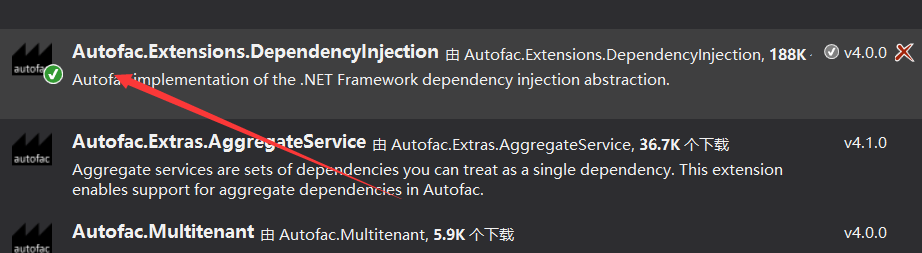 Autofac.Extensions.DependencyInjection 由 Autofac.Extensions.DependencyInjection, 188K v4.0.0
autofac
Autofac implementation of the .NET Framework dependency injection abstraction.
Autofac.Extras.AggregateService 由 Autofac.Extras.AggregateService, 36.7K 个下载 v4.1.0
autofac
Aggregate services are sets of dependencies you can treat as a single dependency. This extension
enables support for aggregate dependencies in Autofac.
Autofac.Multitenant 由 Autofac.Multitenant, 5.9K 个下载 v4.0.0
autofac